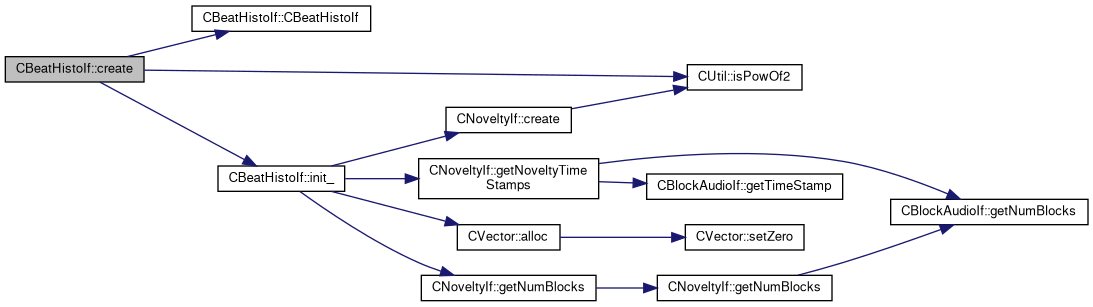 CBeatHistoIf::CBeatHistoIf
CBeatHistoIf::create
CUtil::isPowOf2
CNoveltyIf::create
CBeatHistoIf::init_
CNoveltyIf::getNoveltyTime
Stamps
CBlockAudioIf::getTimeStamp
CBlockAudioIf::getNumBlocks
CVector::alloc
CVector::setZero
CNoveltyIf::getNumBlocks
CNoveltyIf::getNumBlocks